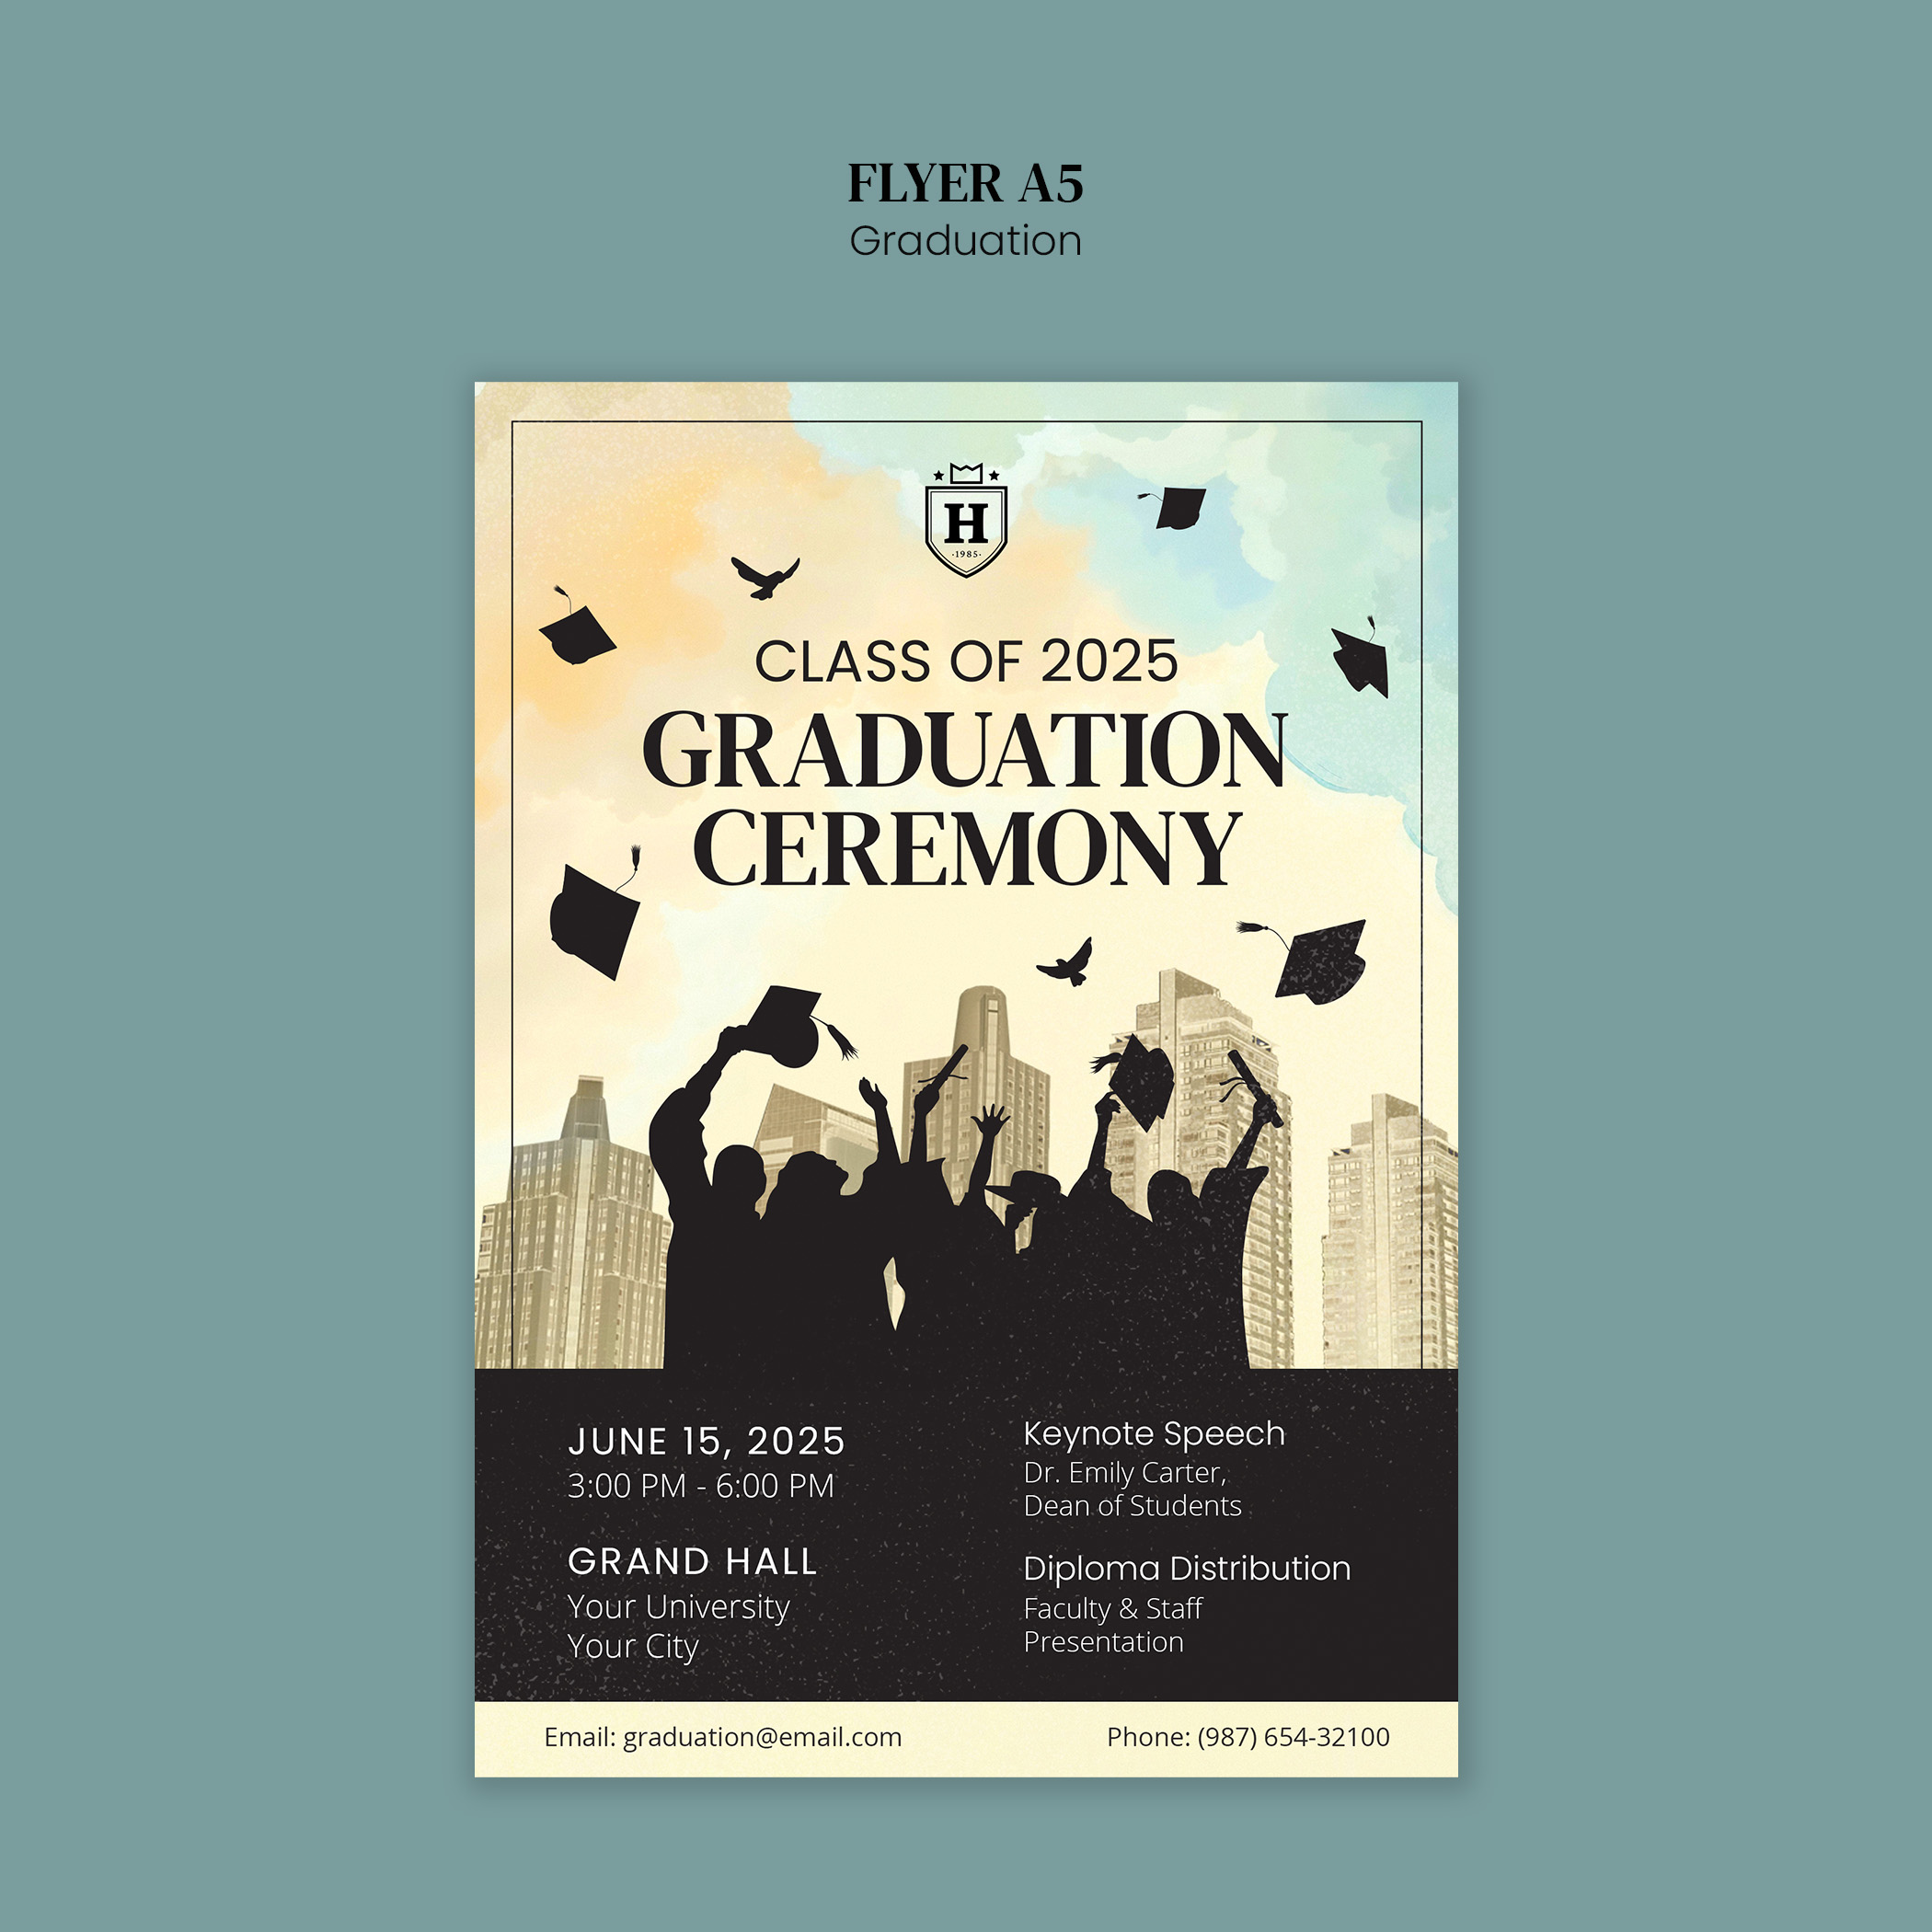 FLYER A5
Graduation
H
·1985·
CLASS OF 2025
GRADUATION
CEREMONY
JUNE 15, 2025
3:00 PM - 6:00 PM
GRAND HALL
Your University
Your City
Keynote Speech
Dr. Emily Carter,
Dean of Students
Diploma Distribution
Faculty & Staff
Presentation
Email: graduation@email.com
Phone: (987) 654-32100